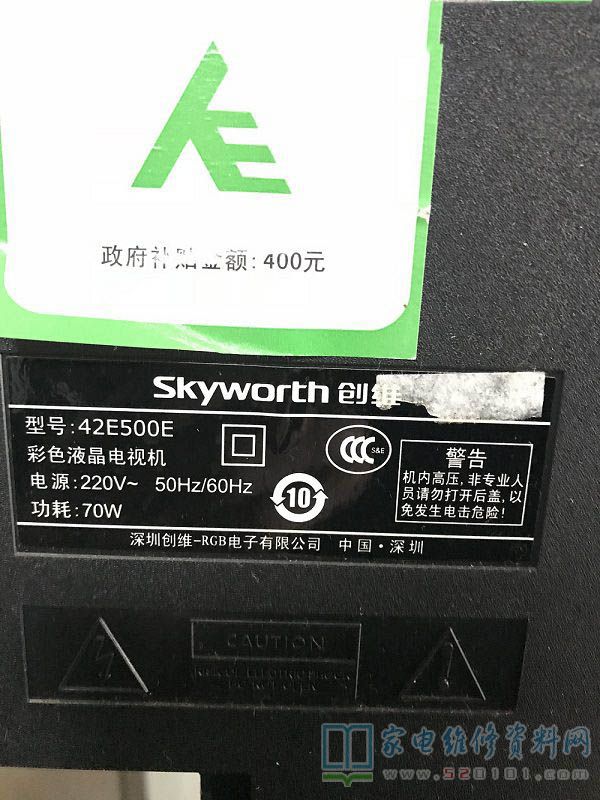 政府补贴金额: 400元
Skyworth 创维
型号: 42E500E
彩色液晶电视机
电源: 220V~ 50Hz/60Hz
功耗: 70W
10
CCC S&E
警告
机内高压, 非专业人
员请勿打开后盖, 以
免发生电击危险!
深圳创维-RGB电子有限公司 中国·深圳
CAUTION
家电维修资料网
www.520101.com